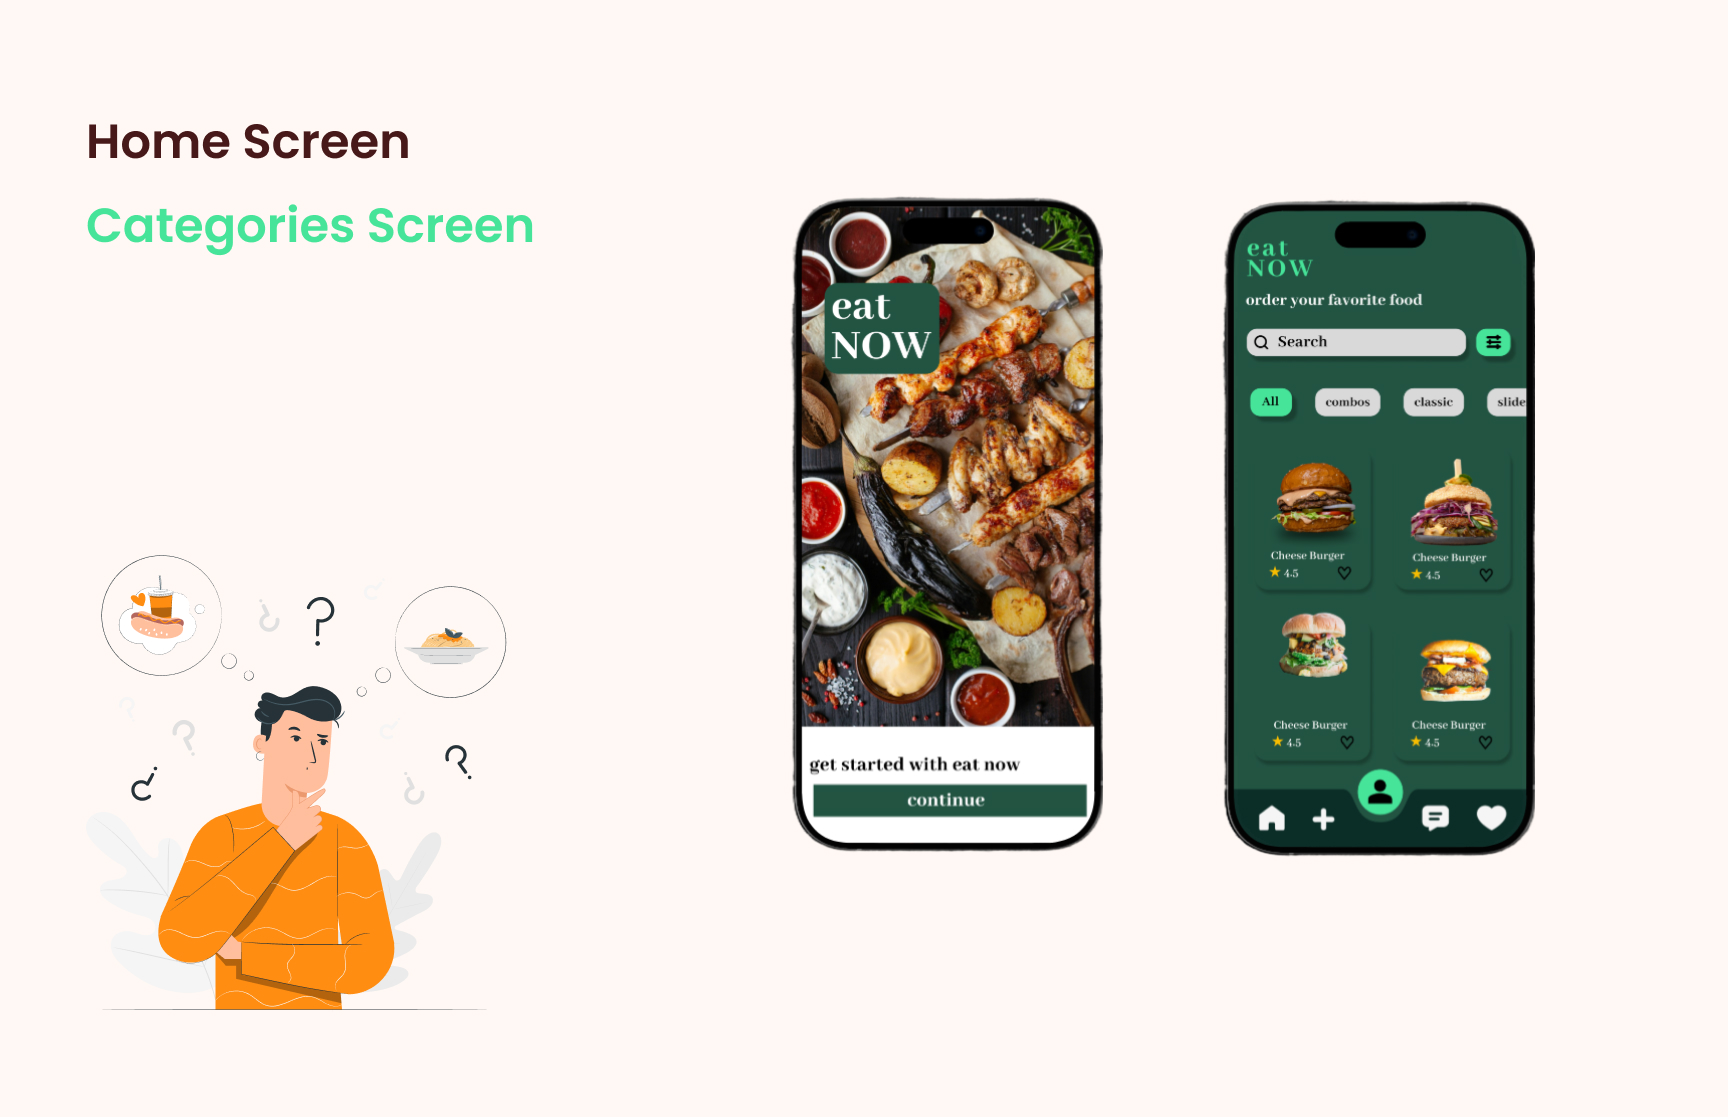 Home Screen
Categories Screen
eat
NOW
get started with eat now
continue
eat
NOW
order your favorite food
Search
All
combos
classic
slide
Cheese Burger
4.5
Cheese Burger
4.5
Cheese Burger
4.5
Cheese Burger
4.5